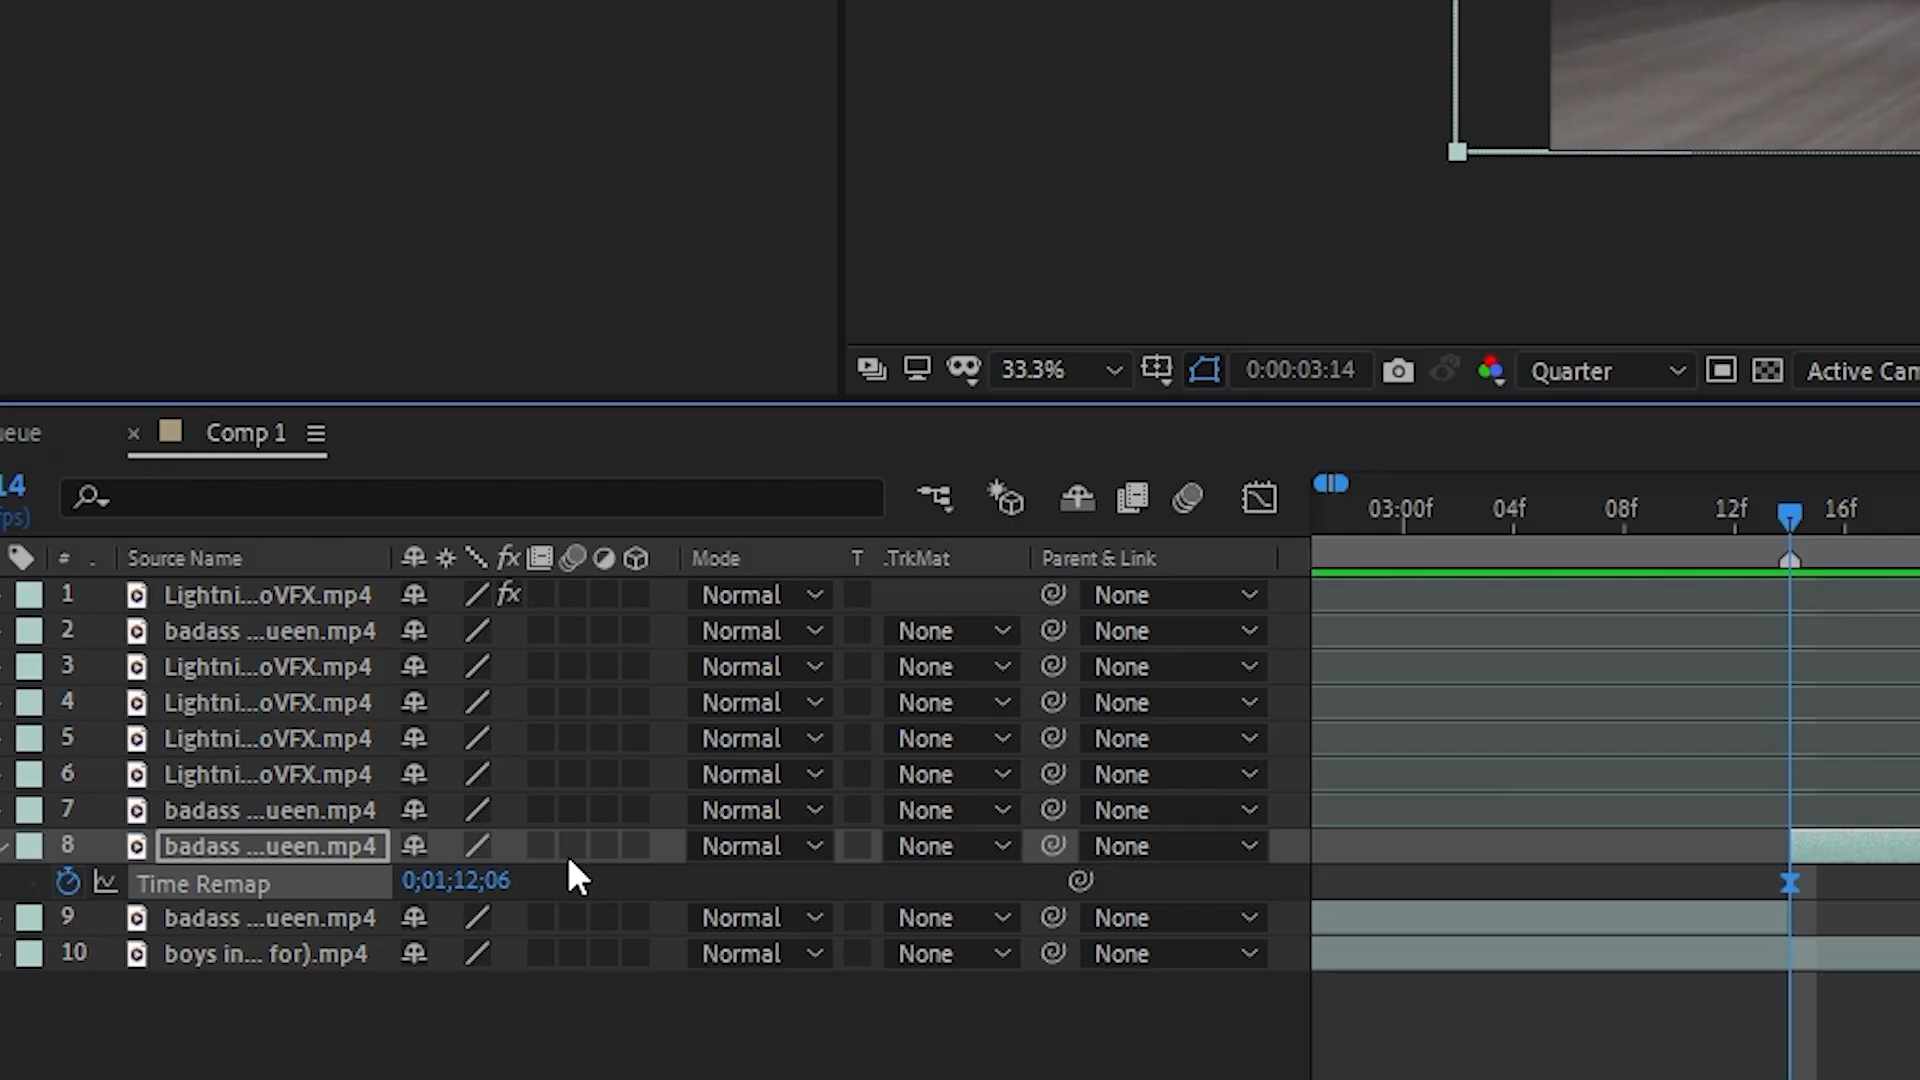 33.3%
0:00:03:14
Quarter
Active Cam
ueue
Comp 1
14
fps)
03:00f
04f
08f
12f
16f
#
.
Source Name
fx
Mode
T
.TrkMat
Parent & Link
1 Lightni...oVFX.mp4 fx Normal None
2 badass ...ueen.mp4 Normal None None
3 Lightni...oVFX.mp4 Normal None None
4 Lightni...oVFX.mp4 Normal None None
5 Lightni...oVFX.mp4 Normal None None
6 Lightni...oVFX.mp4 Normal None None
7 badass ...ueen.mp4 Normal None None
8 badass ...ueen.mp4 Normal None None
Time Remap 0;01;12;06
9 badass ...ueen.mp4 Normal None None
10 boys in... for).mp4 Normal None None